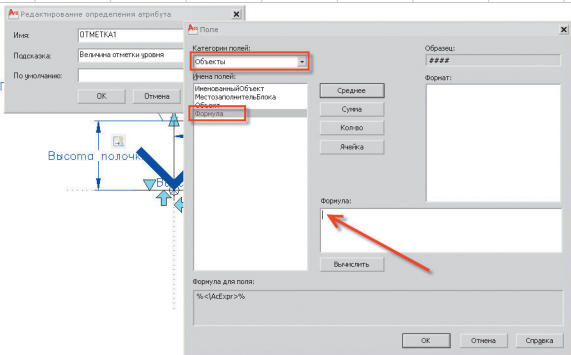 Редактирование определения атрибута
Имя:
ОТМЕТКА1
Подсказка:
Величина отметки уровня
По умолчанию:
OK
Отмена
Высота полочк
Поле
Категории полей:
Объекты
Имена полей:
ИменованныйОбъект
МестозаполнительБлока
Объект
Формула
Среднее
Сумма
Кол-во
Ячейка
Образец:
####
Формат:
Формула:
Вычислить
Формула для поля:
%<\AcExpr>%
OK
Отмена
Справка